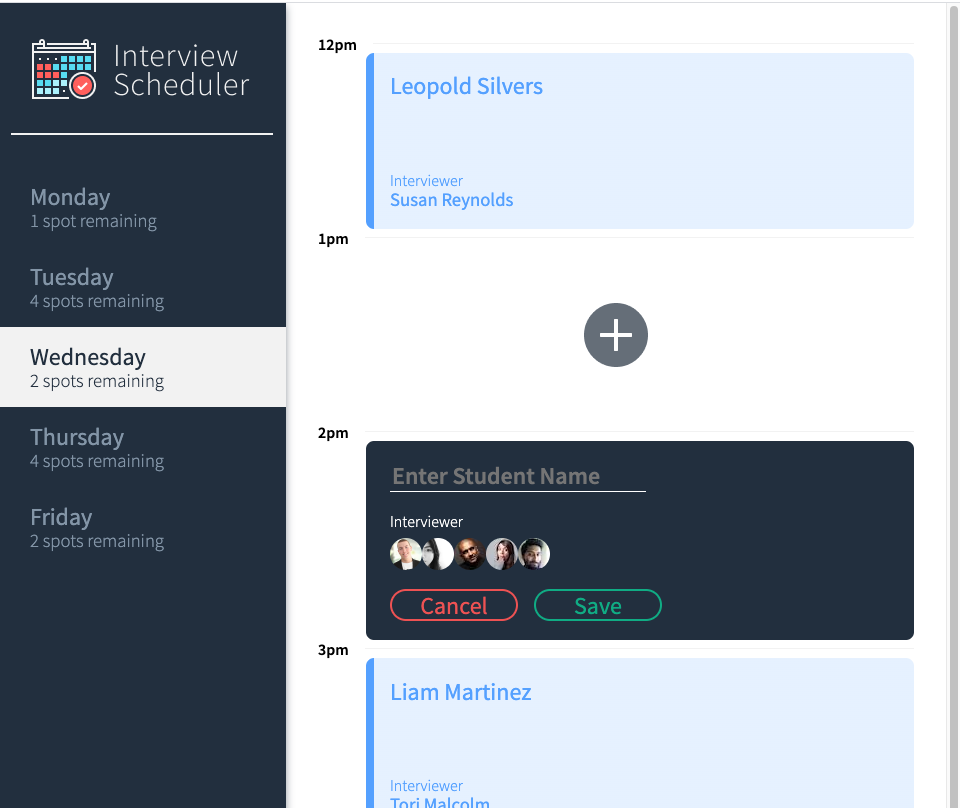 Interview
Scheduler
Monday
1 spot remaining
Tuesday
4 spots remaining
Wednesday
2 spots remaining
Thursday
4 spots remaining
Friday
2 spots remaining
12pm
Leopold Silvers
Interviewer
Susan Reynolds
1pm
2pm
Enter Student Name
Interviewer
Cancel Save
3pm
Liam Martinez
Interviewer
Tori Malcolm